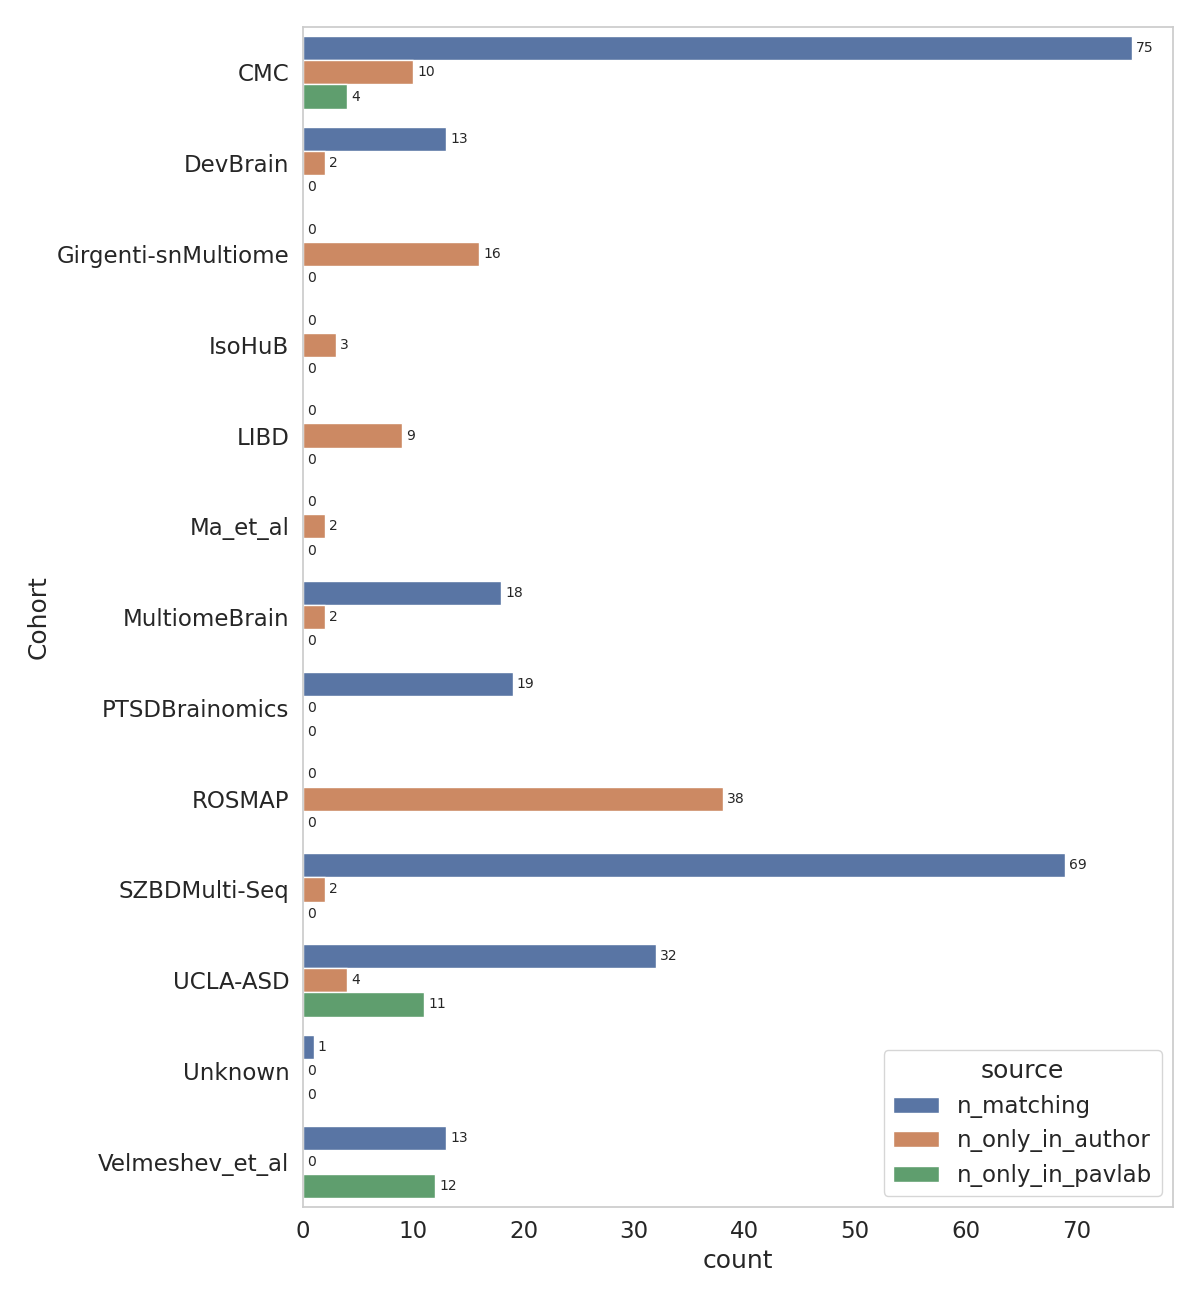 CMC
75
10
4
DevBrain
13
2
0
Girgenti-snMultiome
0
16
0
IsoHuB
0
3
0
LIBD
0
9
0
Ma_et_al
0
2
0
MultiomeBrain
18
2
0
PTSDBrainomics
19
0
0
ROSMAP
0
38
0
SZBDMulti-Seq
69
2
0
UCLA-ASD
32
4
11
Unknown
1
0
0
Velmeshev_et_al
13
0
12
Cohort
0 10 20 30 40 50 60 70
count
source
n_matching
n_only_in_author
n_only_in_pavlab